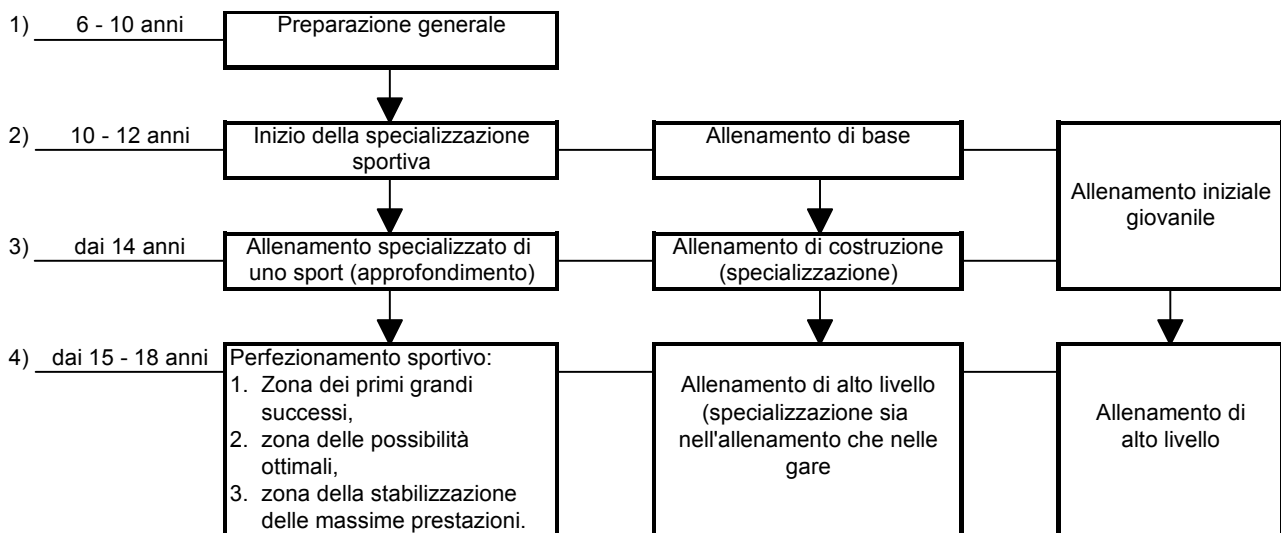 1) 6 - 10 anni
Preparazione generale
2) 10 - 12 anni
Inizio della specializzazione
sportiva
Allenamento di base
Allenamento iniziale
giovanile
3) dai 14 anni
Allenamento specializzato di
uno sport (approfondimento)
Allenamento di costruzione
(specializzazione)
4) dai 15 - 18 anni
Perfezionamento sportivo:
1. Zona dei primi grandi
successi,
2. zona delle possibilità
ottimali,
3. zona della stabilizzazione
delle massime prestazioni.
Allenamento di alto livello
(specializzazione sia
nell'allenamento che nelle
gare
Allenamento di
alto livello